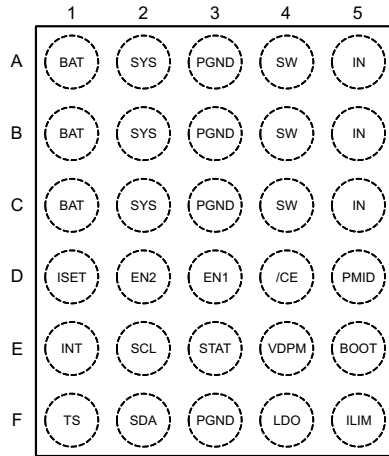 1 2 3 4 5
A BAT SYS PGND SW IN
B BAT SYS PGND SW IN
C BAT SYS PGND SW IN
D ISET EN2 EN1 /CE PMID
E INT SCL STAT VDPM BOOT
F TS SDA PGND LDO ILIM